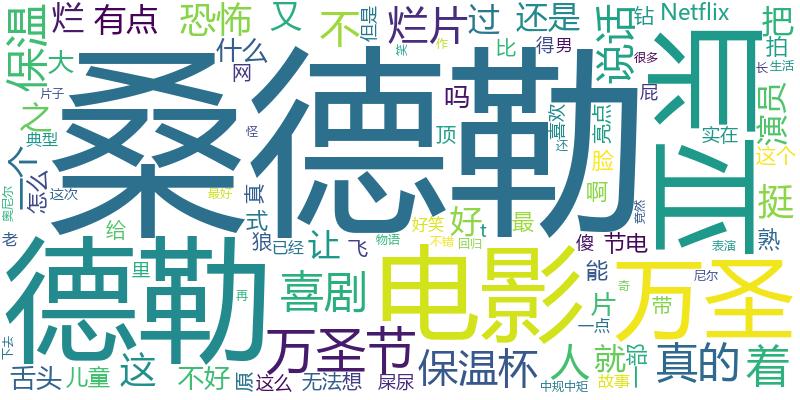 保温
烂
有点
恐怖
又
不
但是
烂片
过
还是
钻
Netflix
把
拍
什么
网
大
之
片子
典型
一个
怎么
这次
桑德勒
吗
顶
比
得男
笑
作
说话
很多
屁
亚当
长
生活
演员
喜欢
还
亮点
实在
脸
这个
啊
挺
竟然
怪
最好
真
式
给
奥尼尔
老
狼
已经
飞
让
里
物语
好笑
不错
好
回归
t
最
傻
节电
能
表演
熟
德勒
再
喜剧
电影
万圣
尼尔
奇
片
带
一点
下去
这
万圣节
保温杯
人
就
部
一
真的
着
舌头
儿童
不好
原
这么
无法想
屎尿
中规中矩
故事